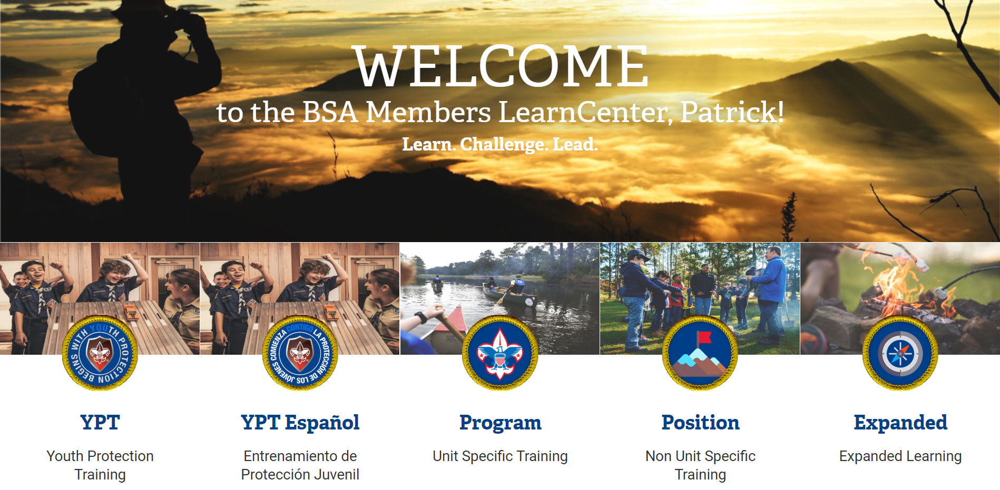 WELCOME
to the BSA Members LearnCenter, Patrick!
Learn. Challenge. Lead.
WITH YOUTH PROTECTION BEGINS
COMIENZA CONTIGO LA PROTECCIÓN DE LOS JÓVENES
YPT
YPT Español
Program
Position
Expanded
Youth Protection
Training
Entrenamiento de
Protección Juvenil
Unit Specific Training
Non Unit Specific
Training
Expanded Learning